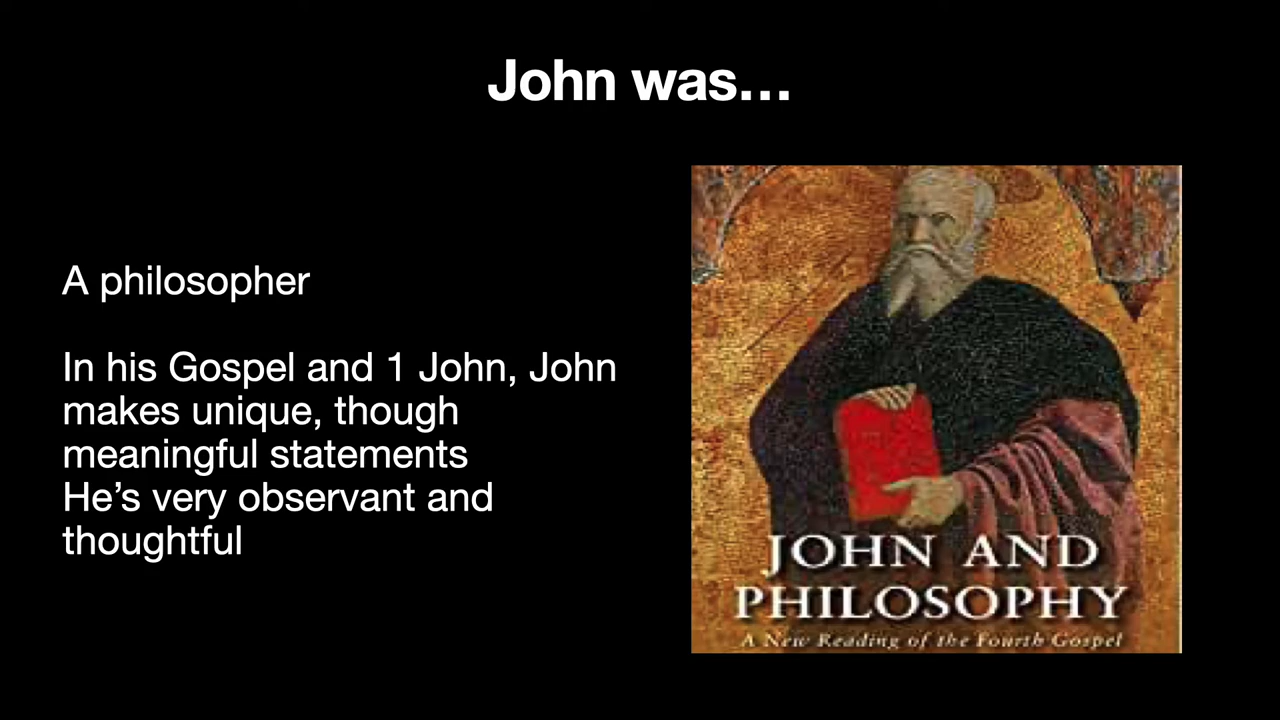 John was…
A philosopher
In his Gospel and 1 John, John
makes unique, though
meaningful statements
He’s very observant and
thoughtful
JOHN AND
PHILOSOPHY
A New Reading of the Fourth Gospel